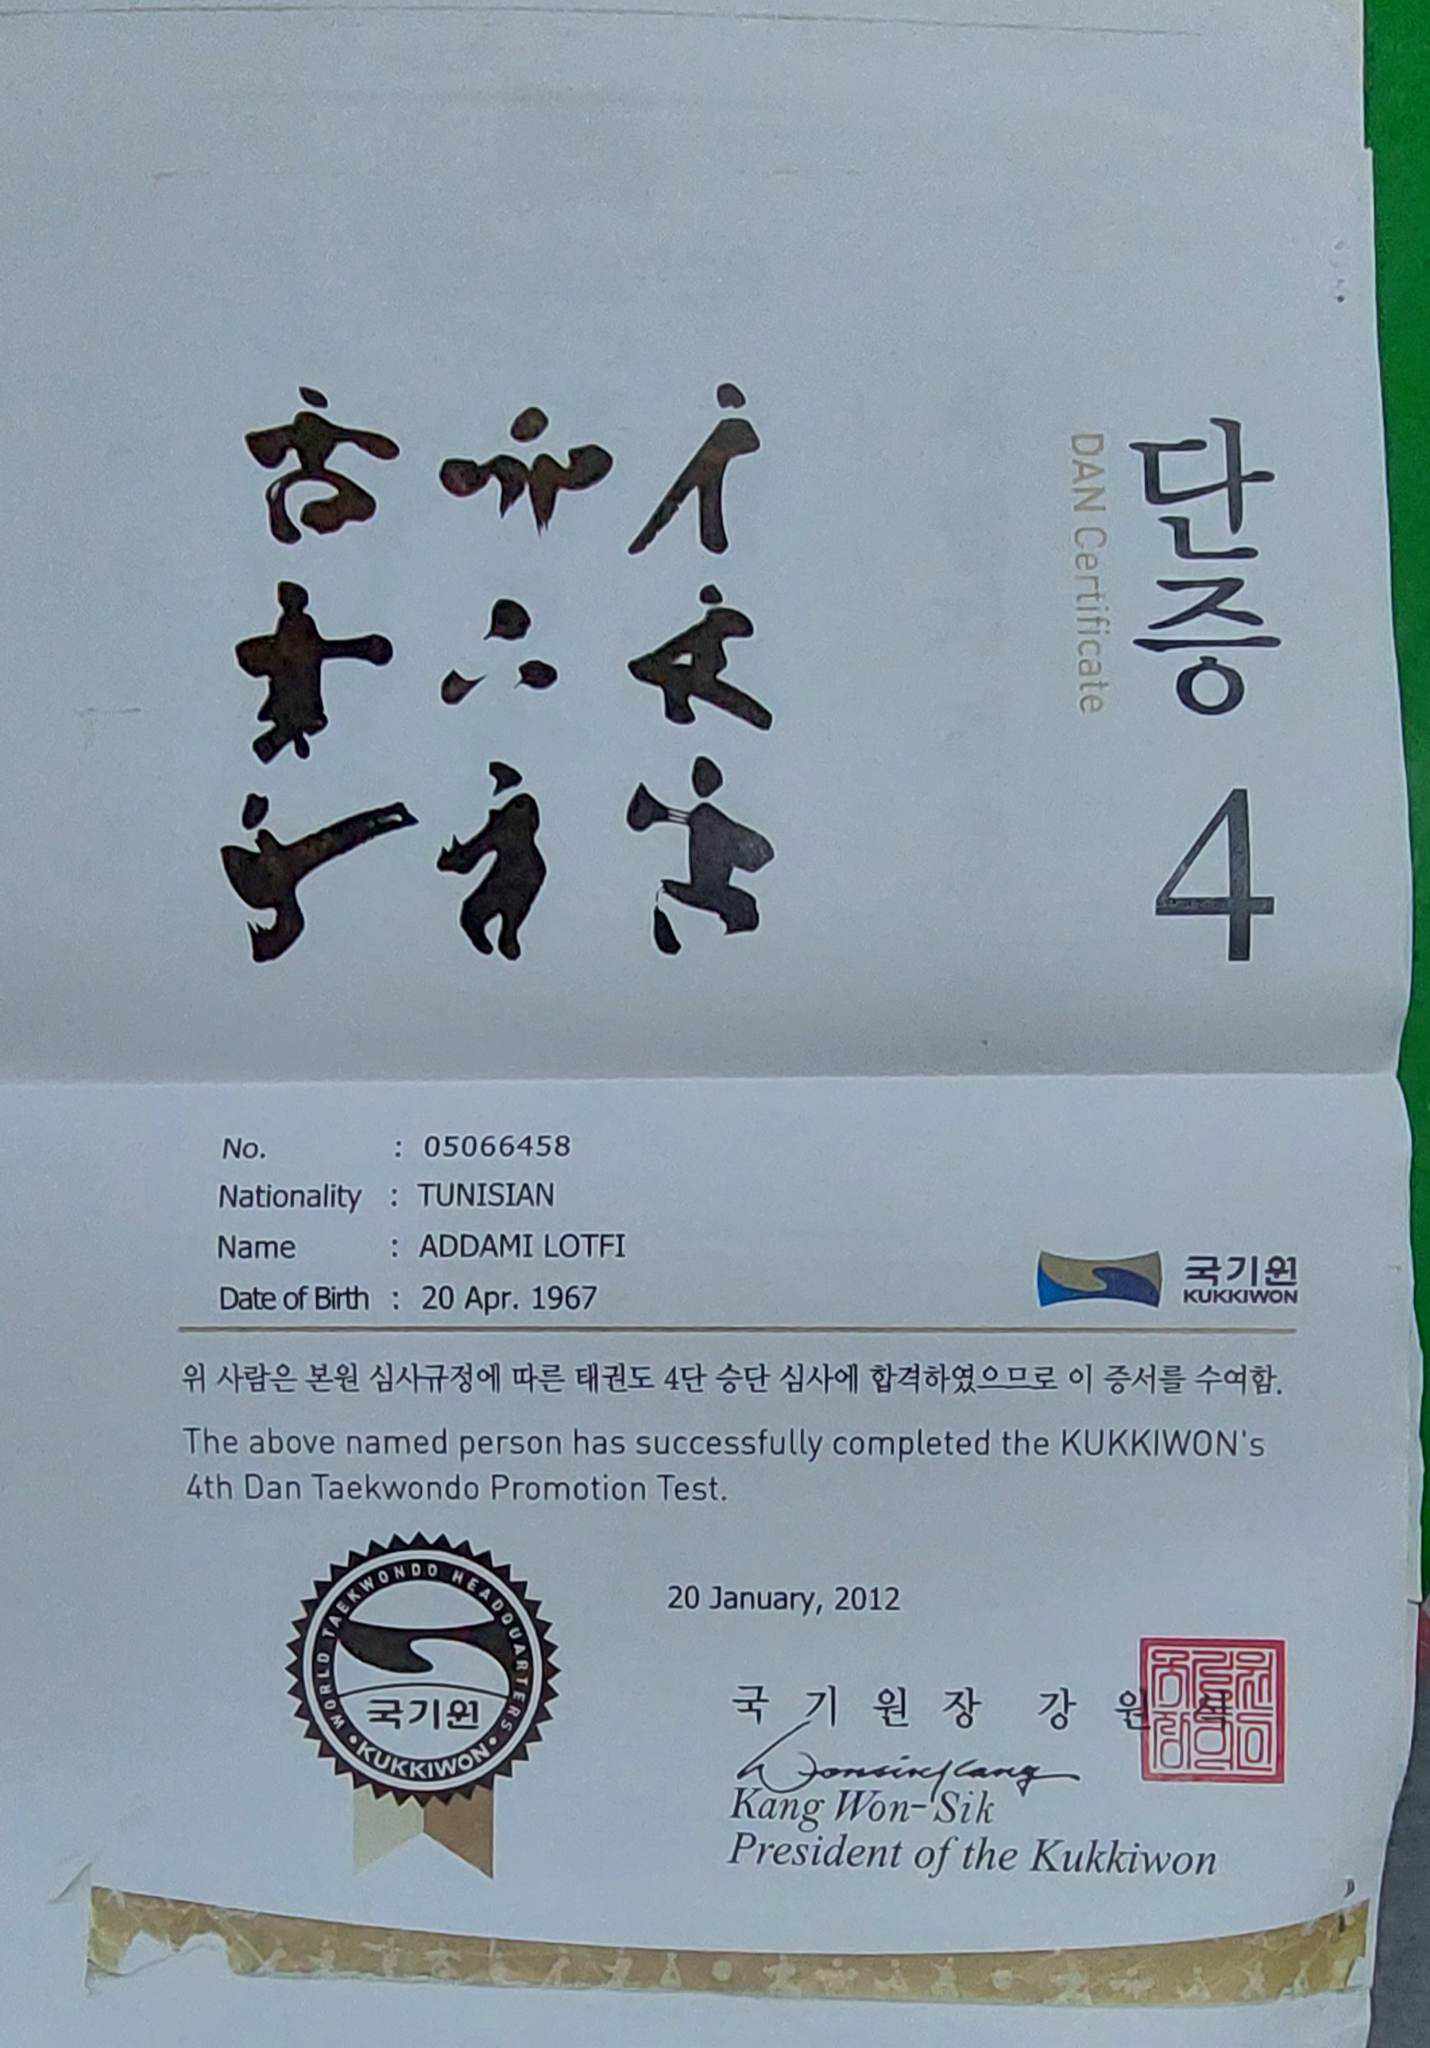 단증 4
DAN Certificate
No. : 05066458
Nationality : TUNISIAN
Name : ADDAMI LOTFI
Date of Birth : 20 Apr. 1967
국기원
KUKKIWON
위 사람은 본원 심사규정에 따른 태권도 4단 승단 심사에 합격하였으므로 이 증서를 수여함.
The above named person has successfully completed the KUKKIWON's
4th Dan Taekwondo Promotion Test.
WORLD TAEKWONDO HEADQUARTERS
국기원
KUKKIWON
20 January, 2012
국 기 원 장 강 원 식
Kang Won-Sik
President of the Kukkiwon